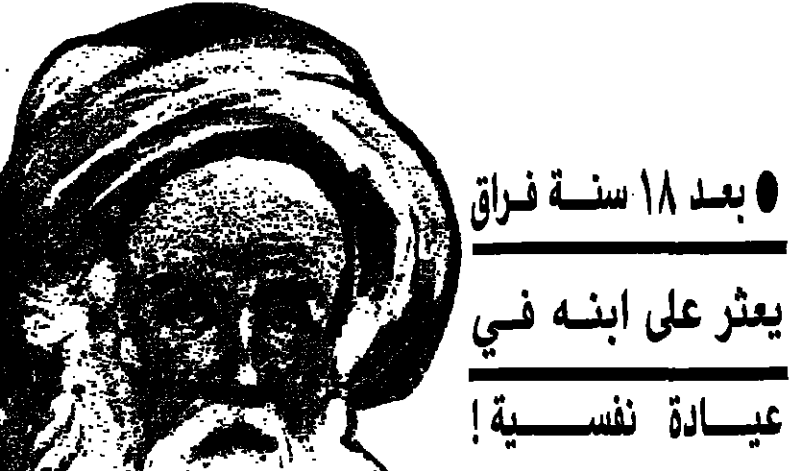 ● بعد ١٨ سنة فراق
يعثر على ابنه في
عيادة نفسية !